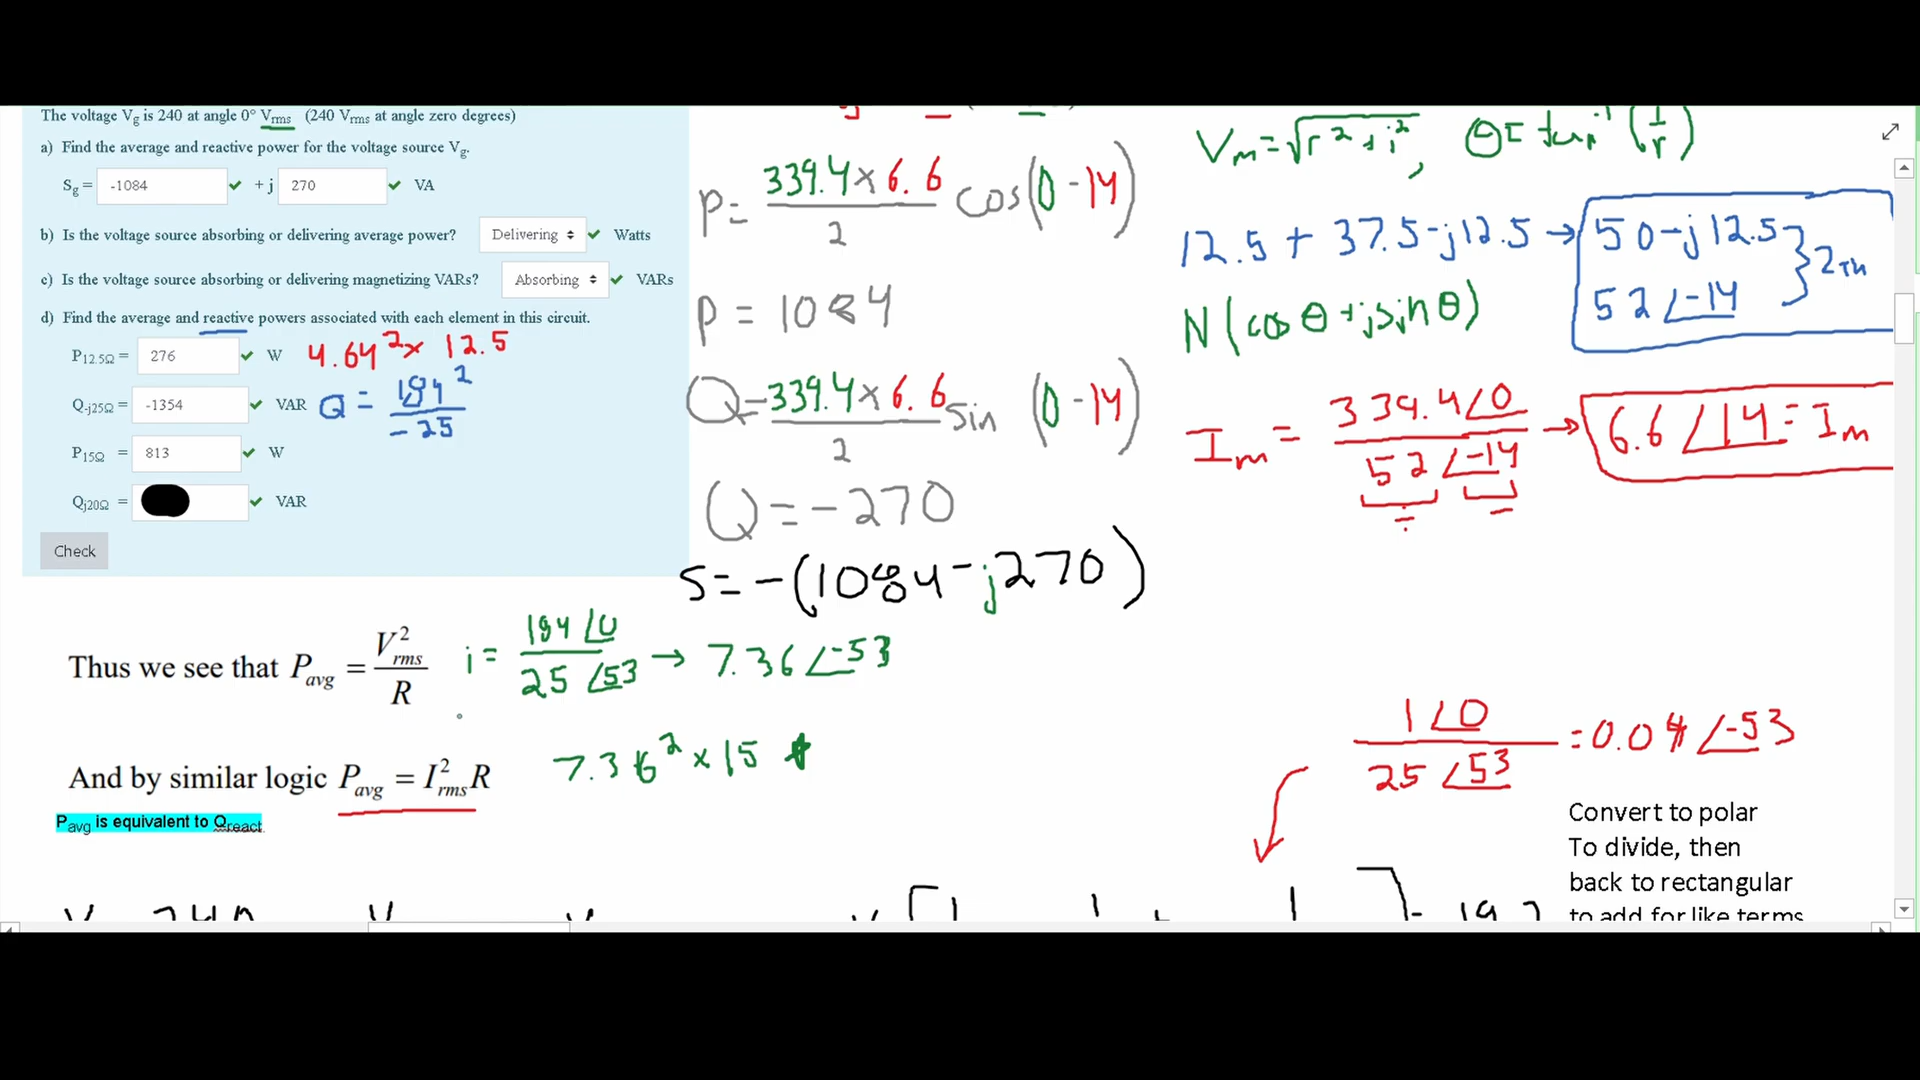 The voltage Vg is 240 at angle 0° Vrms (240 Vrms at angle zero degrees)
a) Find the average and reactive power for the voltage source Vg.
Sg = -1084 ✔ + j 270 ✔ VA
b) Is the voltage source absorbing or delivering average power? Delivering ✔ Watts
c) Is the voltage source absorbing or delivering magnetizing VARs? Absorbing ✔ VARs
d) Find the average and reactive powers associated with each element in this circuit.
P12.5Ω = 276 ✔ W 4.64² x 12.5
Q-j25Ω = -1354 ✔ VAR Q = 184² / -25
P15Ω = 813 ✔ W
Qj20Ω = ✔ VAR
Check
Thus we see that Pavg = V²rms / R
i = 184∠0 / 25∠53 → 7.36∠-53
And by similar logic Pavg = I²rms R
7.36² x 15
Pavg is equivalent to Qreact
P = 339.4 x 6.6 / 2 cos(0 - 14)
P = 1084
Q = 339.4 x 6.6 / 2 sin (0 - 14)
Q = -270
S = -(1084 - j270)
Vm = √r² + i², θ = tan⁻¹ (i/r)
12.5 + 37.5 - j12.5 → 50 - j12.5
52∠-14 } ZTh
N(cos θ + j sin θ)
Im = 339.4∠0 / 52∠-14 → 6.6∠14 = Im
÷ -
1∠0 / 25∠53 = 0.04∠-53
Convert to polar
To divide, then
back to rectangular
to add for like terms